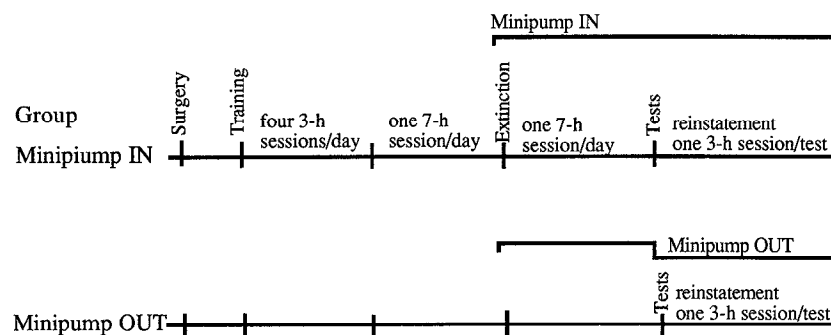 Minipump IN
Group
Surgery
Training
four 3-h
sessions/day
one 7-h
session/day
Extinction
one 7-h
session/day
Tests
reinstatement
one 3-h session/test
Minipiump IN
Minipump OUT
Tests
reinstatement
one 3-h session/test
Minipump OUT